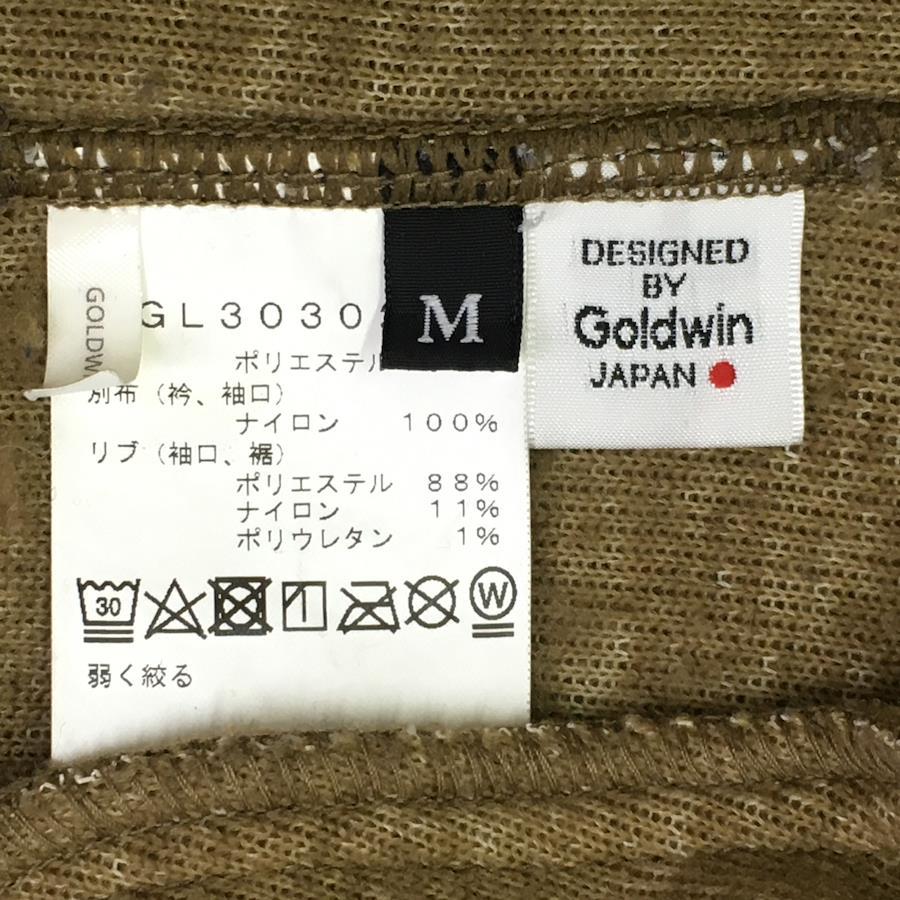 GOLDW
GL3030
M
DESIGNED
BY
Goldwin
JAPAN
ポリエステル
別布（衿、袖口）
ナイロン 100%
リブ（袖口、裾）
ポリエステル 88%
ナイロン 11%
ポリウレタン 1%
30
W
弱く絞る